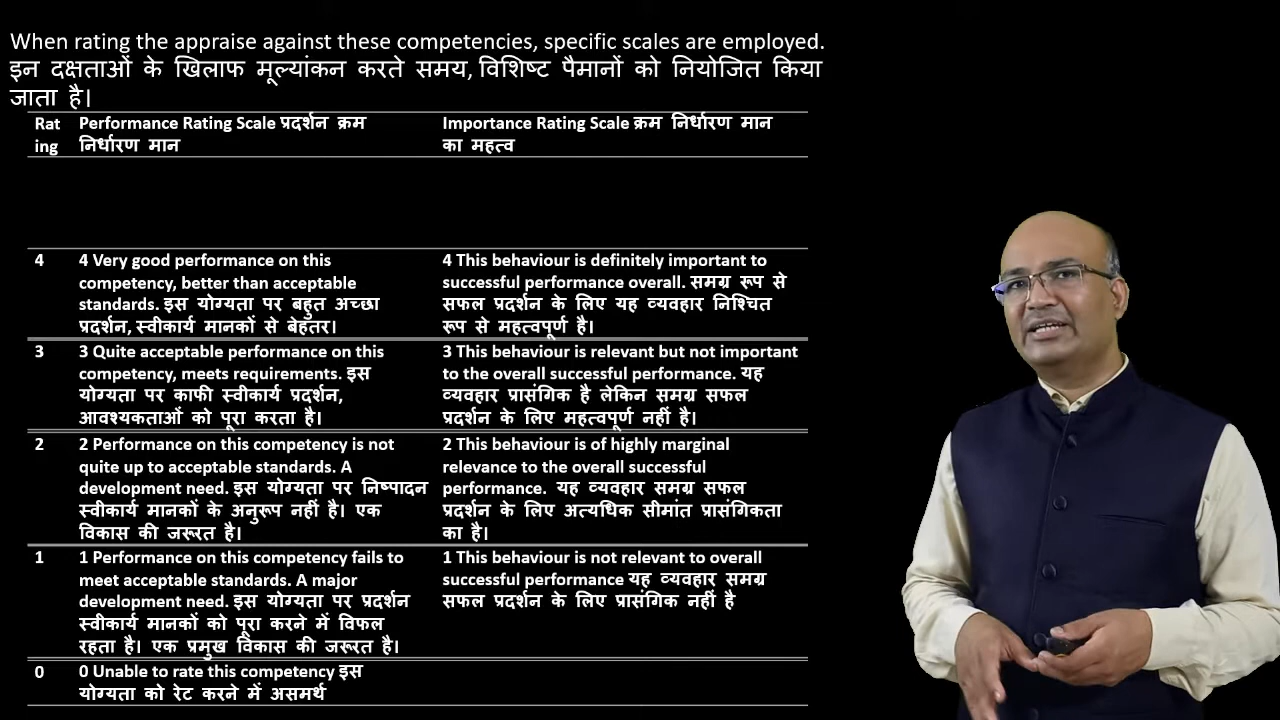 When rating the appraise against these competencies, specific scales are employed.
इन दक्षताओं के खिलाफ मूल्यांकन करते समय, विशिष्ट पैमानों को नियोजित किया
जाता है।
Rat
ing
Performance Rating Scale प्रदर्शन क्रम
निर्धारण मान
Importance Rating Scale क्रम निर्धारण मान
का महत्व
4
4 Very good performance on this
competency, better than acceptable
standards. इस योग्यता पर बहुत अच्छा
प्रदर्शन, स्वीकार्य मानकों से बेहतर।
4 This behaviour is definitely important to
successful performance overall. समग्र रूप से
सफल प्रदर्शन के लिए यह व्यवहार निश्चित
रूप से महत्वपूर्ण है।
3
3 Quite acceptable performance on this
competency, meets requirements. इस
योग्यता पर काफी स्वीकार्य प्रदर्शन,
आवश्यकताओं को पूरा करता है।
3 This behaviour is relevant but not important
to the overall successful performance. यह
व्यवहार प्रासंगिक है लेकिन समग्र सफल
प्रदर्शन के लिए महत्वपूर्ण नहीं है।
2
2 Performance on this competency is not
quite up to acceptable standards. A
development need. इस योग्यता पर निष्पादन
स्वीकार्य मानकों के अनुरूप नहीं है। एक
विकास की जरूरत है।
2 This behaviour is of highly marginal
relevance to the overall successful
performance. यह व्यवहार समग्र सफल
प्रदर्शन के लिए अत्यधिक सीमांत प्रासंगिकता
का है।
1
1 Performance on this competency fails to
meet acceptable standards. A major
development need. इस योग्यता पर प्रदर्शन
स्वीकार्य मानकों को पूरा करने में विफल
रहता है। एक प्रमुख विकास की जरूरत है।
1 This behaviour is not relevant to overall
successful performance यह व्यवहार समग्र
सफल प्रदर्शन के लिए प्रासंगिक नहीं है
0
0 Unable to rate this competency इस
योग्यता को रेट करने में असमर्थ